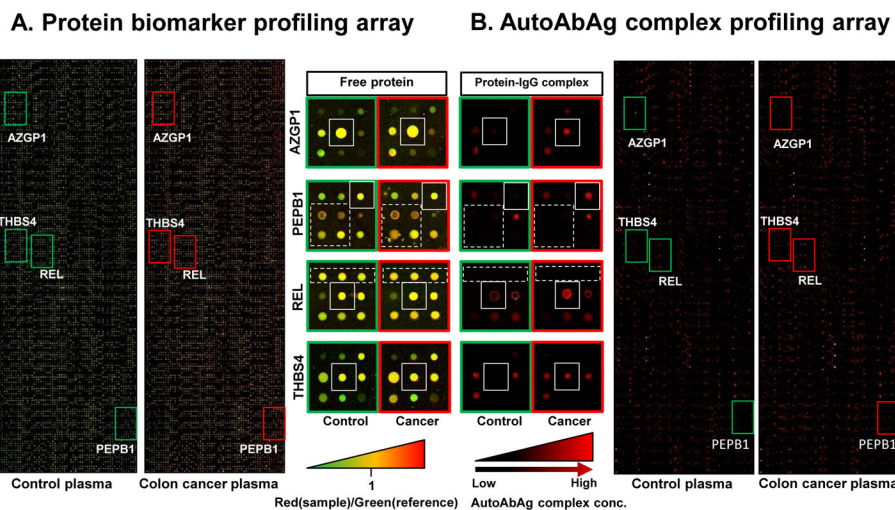 A. Protein biomarker profiling array
B. AutoAbAg complex profiling array
Free protein
Protein-IgG complex
AZGP1
PEPB1
REL
THBS4
AZGP1
THBS4
REL
PEPB1
Control plasma
AZGP1
THBS4
REL
PEPB1
Colon cancer plasma
Control
Cancer
Control
Cancer
1
Red(sample)/Green(reference)
Low
High
AutoAbAg complex conc.
AZGP1
THBS4
REL
PEPB1
Control plasma
AZGP1
THBS4
REL
PEPB1
Colon cancer plasma